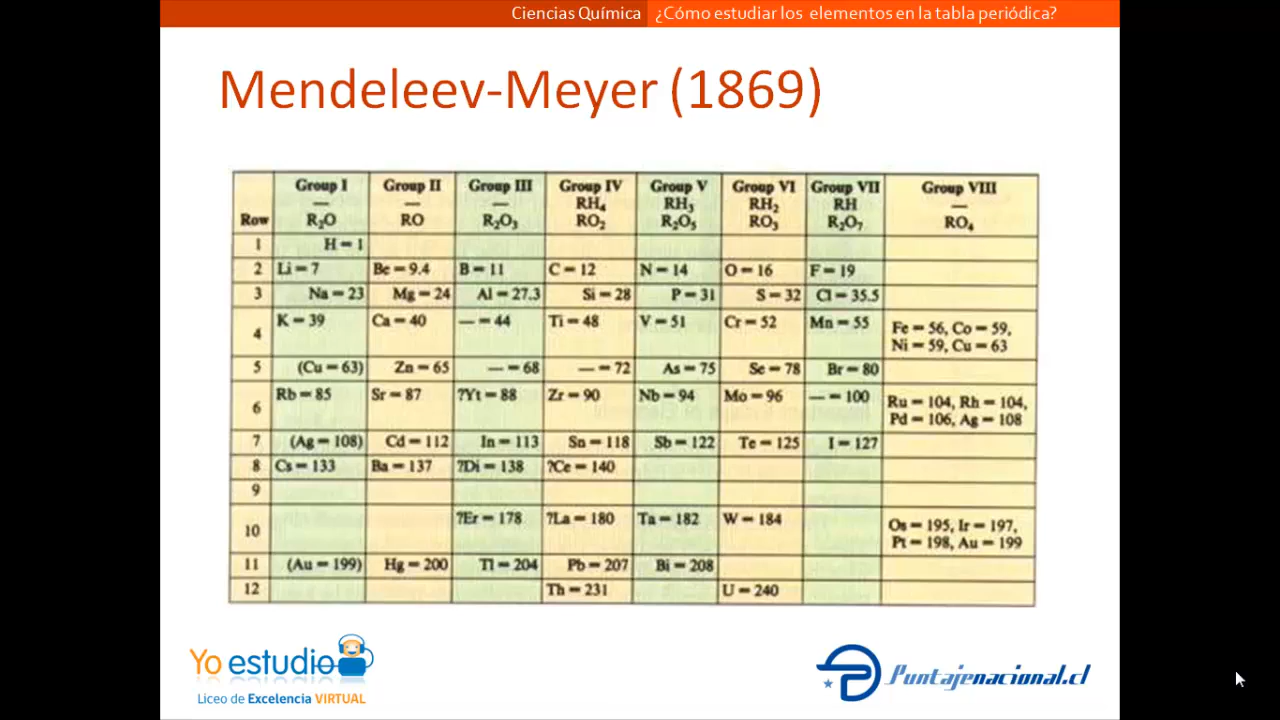 Ciencias Química ¿Cómo estudiar los elementos en la tabla periódica?
Mendeleev-Meyer (1869)
Group I Group II Group III Group IV Group V Group VI Group VII Group VIII
— — — RH₄ RH₃ RH₂ RH —
Row R₂O RO R₂O₃ RO₂ R₂O₅ RO₃ R₂O₇ RO₄
1 H = 1
2 Li = 7 Be = 9.4 B = 11 C = 12 N = 14 O = 16 F = 19
3 Na = 23 Mg = 24 Al = 27.3 Si = 28 P = 31 S = 32 Cl = 35.5
4 K = 39 Ca = 40 — = 44 Ti = 48 V = 51 Cr = 52 Mn = 55 Fe = 56, Co = 59,
Ni = 59, Cu = 63
5 (Cu = 63) Zn = 65 — = 68 — = 72 As = 75 Se = 78 Br = 80
6 Rb = 85 Sr = 87 ?Yt = 88 Zr = 90 Nb = 94 Mo = 96 — = 100 Ru = 104, Rh = 104,
Pd = 106, Ag = 108
7 (Ag = 108) Cd = 112 In = 113 Sn = 118 Sb = 122 Te = 125 I = 127
8 Cs = 133 Ba = 137 ?Di = 138 ?Ce = 140
9
10 ?Er = 178 ?La = 180 Ta = 182 W = 184 Os = 195, Ir = 197,
Pt = 198, Au = 199
11 (Au = 199) Hg = 200 Tl = 204 Pb = 207 Bi = 208
12 Th = 231 U = 240
Yo estudio
Liceo de Excelencia VIRTUAL
Puntajenacional.cl